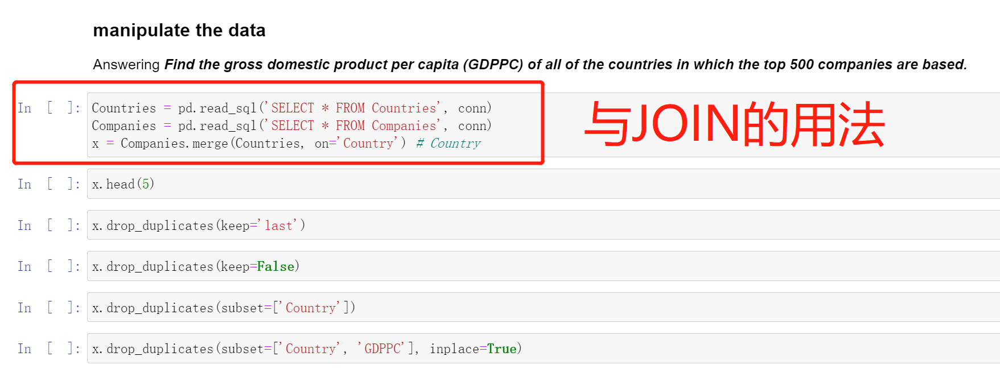 manipulate the data
Answering Find the gross domestic product per capita (GDPPC) of all of the countries in which the top 500 companies are based.
In [ ]: Countries = pd.read_sql('SELECT * FROM Countries', conn)
Companies = pd.read_sql('SELECT * FROM Companies', conn)
x = Companies.merge(Countries, on='Country') # Country
与JOIN的用法
In [ ]: x.head(5)
In [ ]: x.drop_duplicates(keep='last')
In [ ]: x.drop_duplicates(keep=False)
In [ ]: x.drop_duplicates(subset=['Country'])
In [ ]: x.drop_duplicates(subset=['Country', 'GDPPC'], inplace=True)